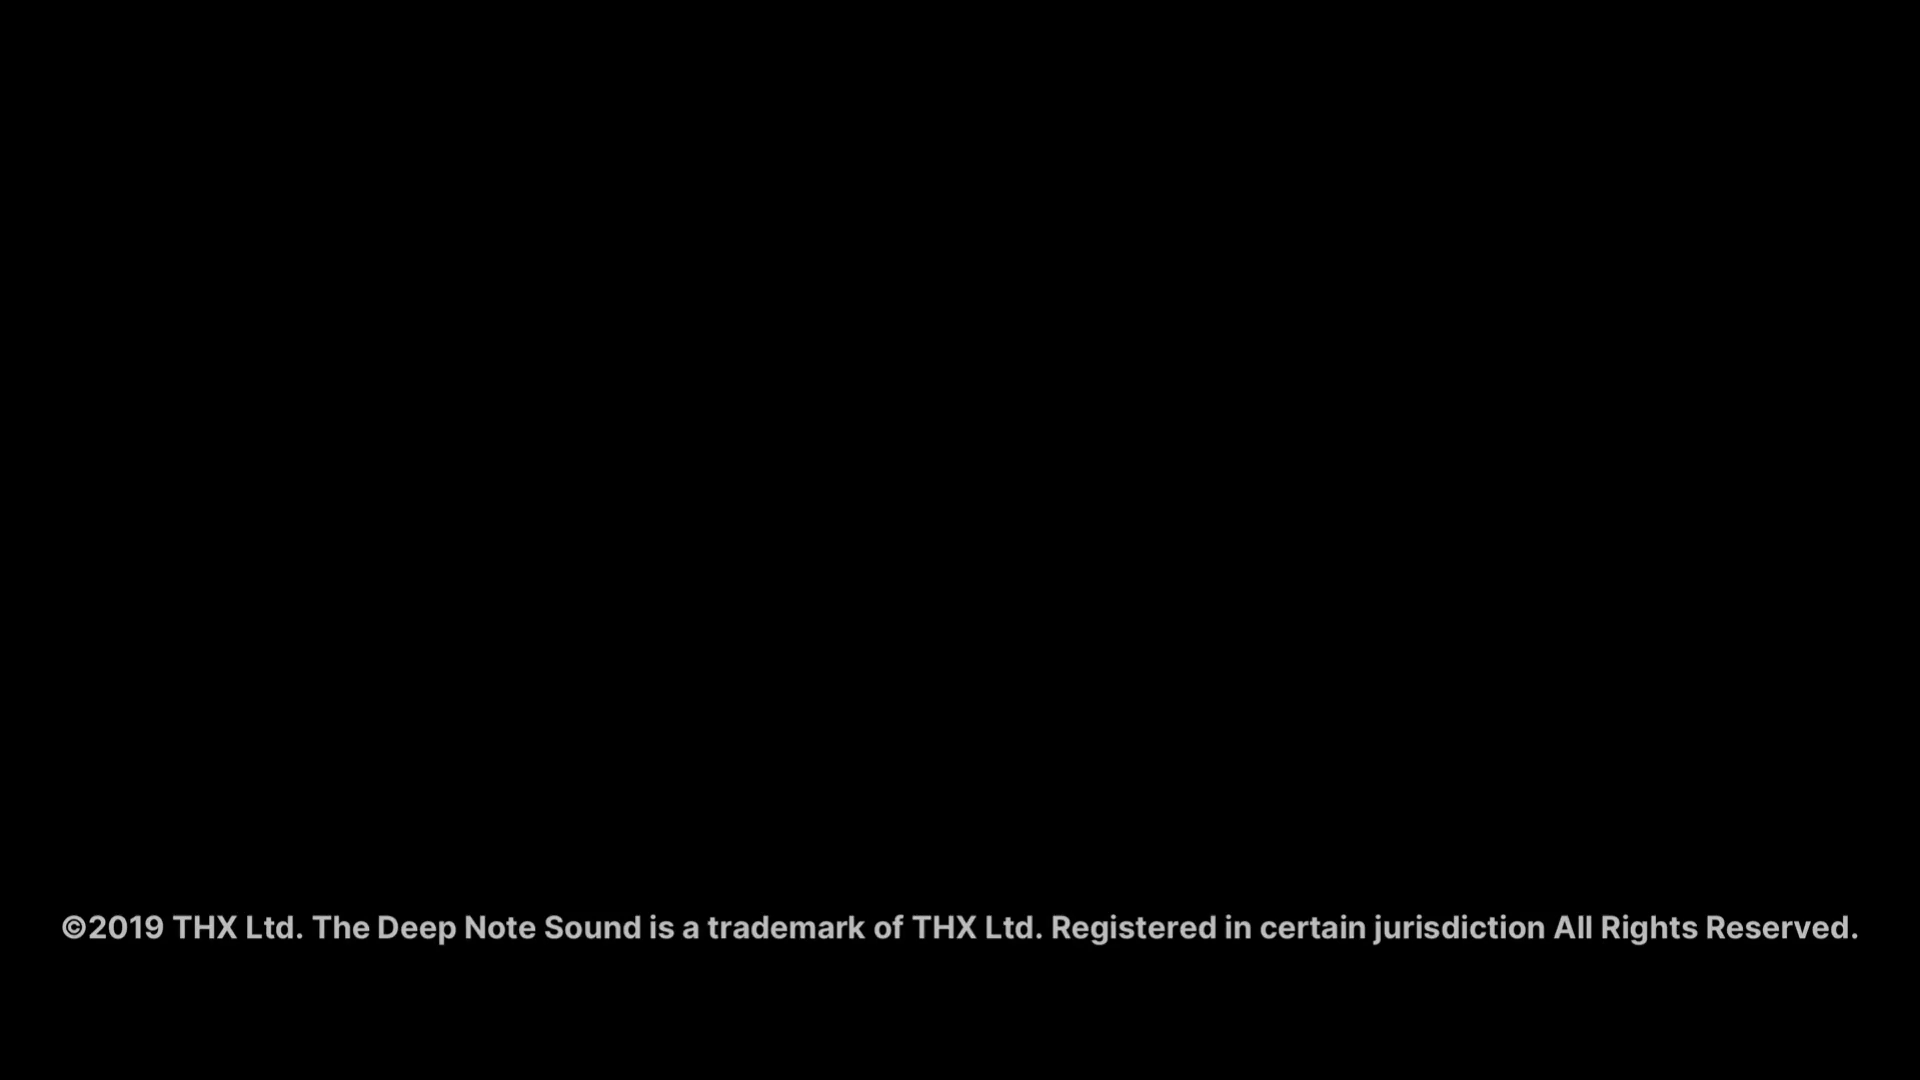 ©2019 THX Ltd. The Deep Note Sound is a trademark of THX Ltd. Registered in certain jurisdiction All Rights Reserved.